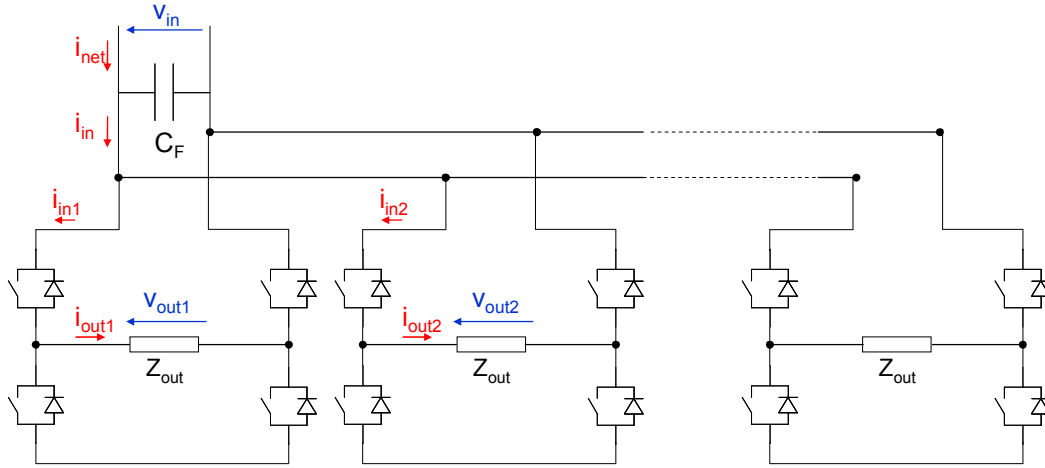 v_in
i_net
i_in
C_F
i_in1
i_in2
v_out1
v_out2
i_out1
i_out2
Z_out
Z_out
Z_out